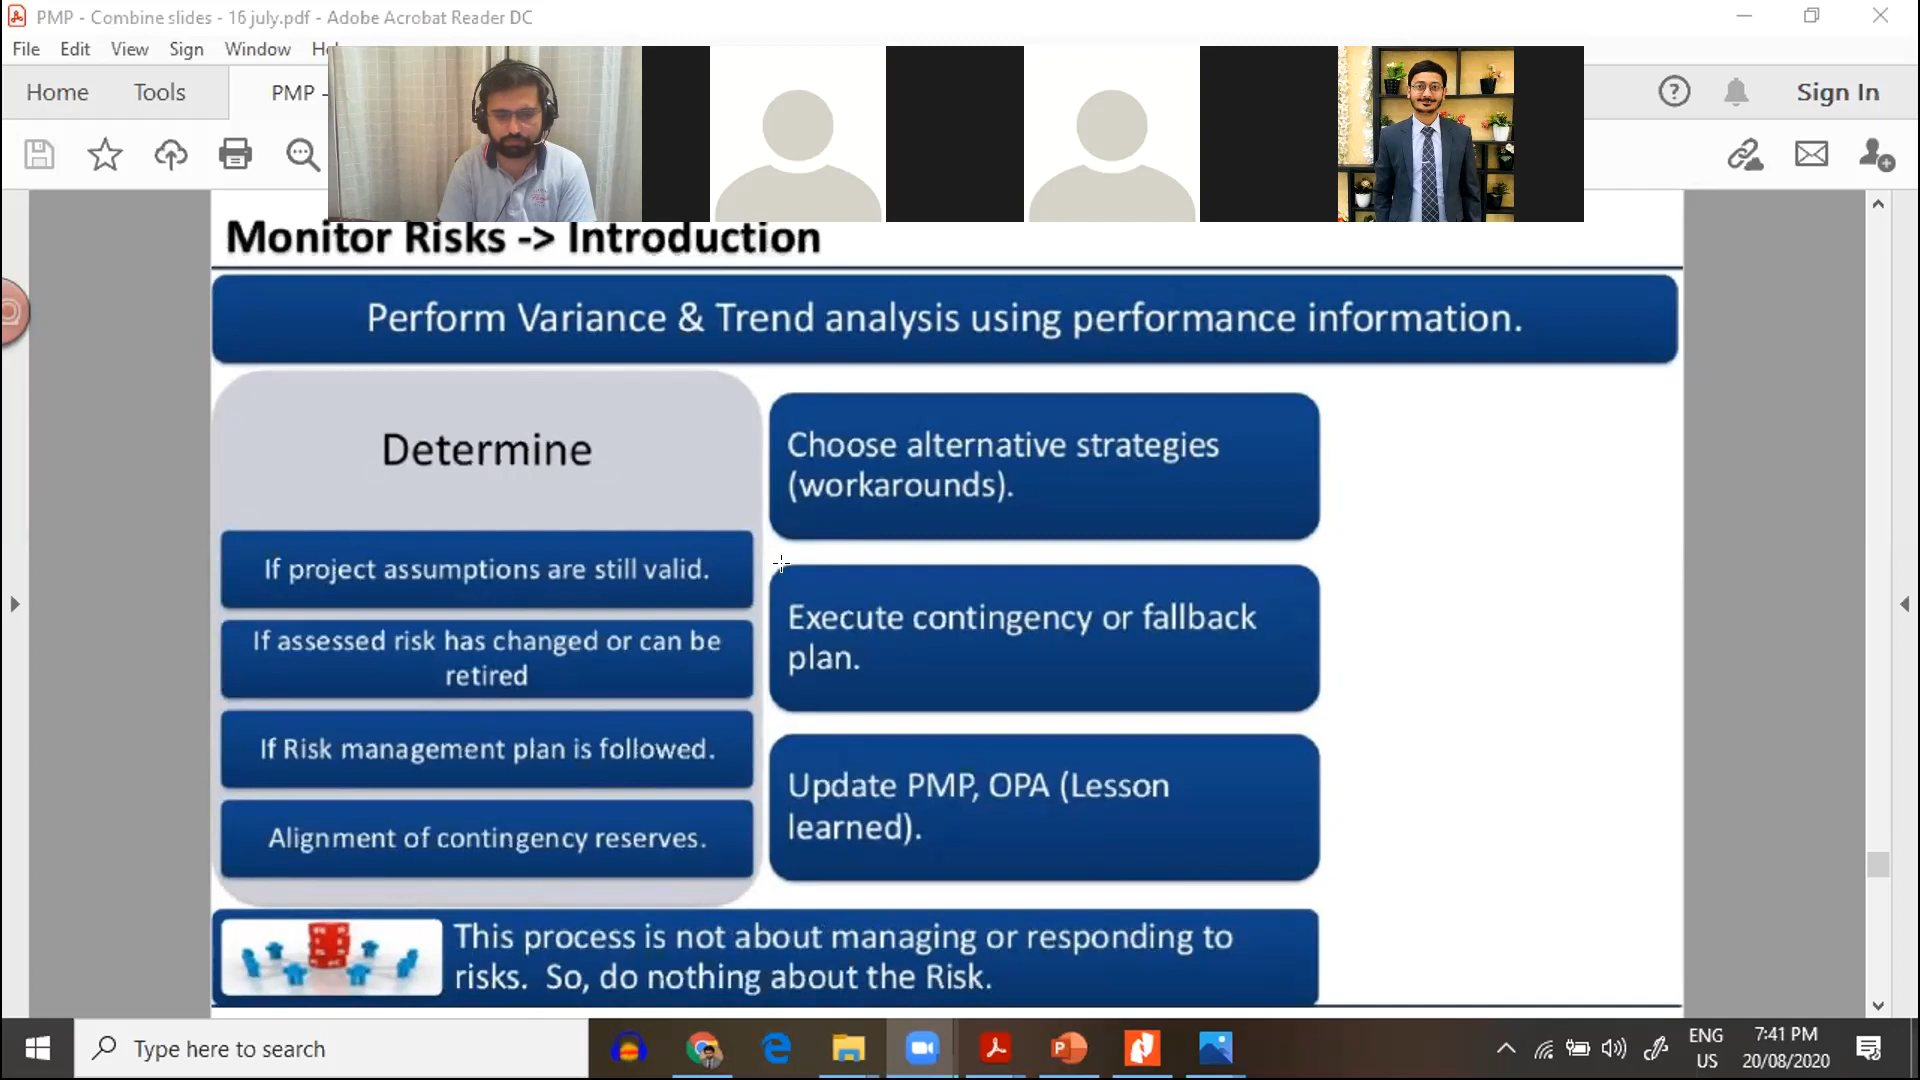 PMP - Combine slides - 16 july.pdf - Adobe Acrobat Reader DC
File Edit View Sign Window
Home Tools PMP -
Sign In
Monitor Risks -> Introduction
Perform Variance & Trend analysis using performance information.
Determine
If project assumptions are still valid.
If assessed risk has changed or can be
retired
If Risk management plan is followed.
Alignment of contingency reserves.
Choose alternative strategies
(workarounds).
Execute contingency or fallback
plan.
Update PMP, OPA (Lesson
learned).
This process is not about managing or responding to
risks. So, do nothing about the Risk.
Type here to search
ENG
US
7:41 PM
20/08/2020